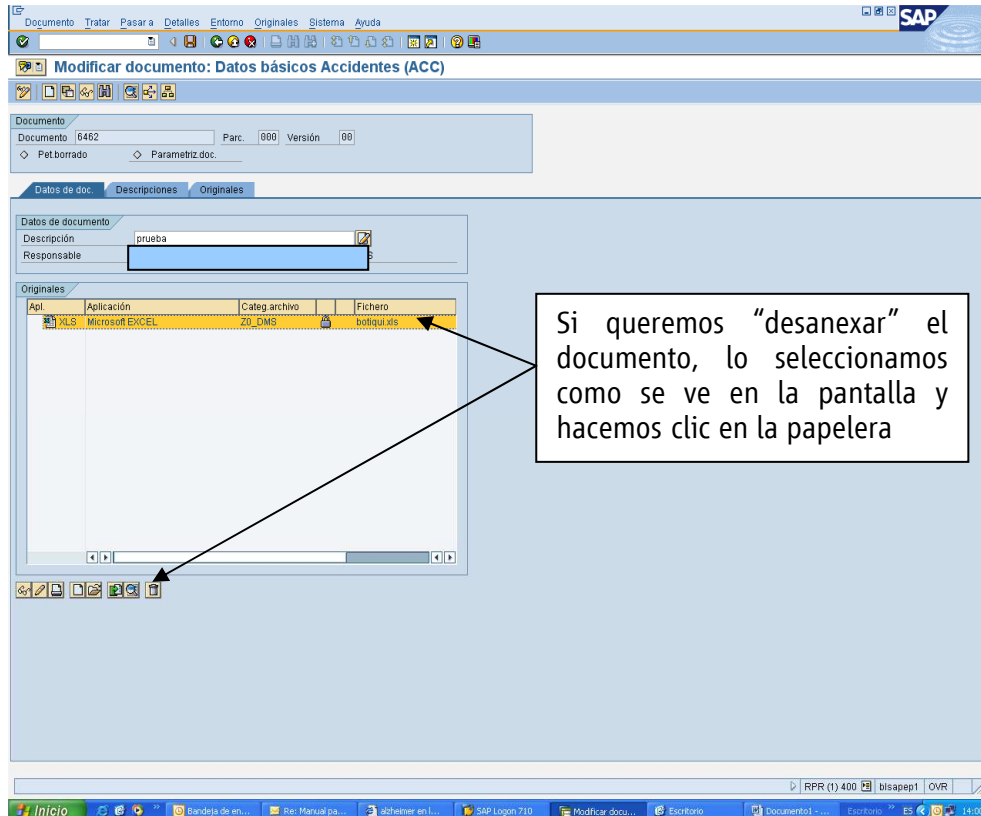 Documento Tratar Pasar a Detalles Entorno Originales Sistema Ayuda
SAP
Modificar documento: Datos básicos Accidentes (ACC)
Documento
Documento 6462 Parc. 000 Versión 00
Pet.borrado Parametriz.doc.
Datos de doc. Descripciones Originales
Datos de documento
Descripción prueba
Responsable
Originales
Apl. Aplicación Categ.archivo Fichero
XLS Microsoft EXCEL Z0_DMS botiqui.xls
Si queremos “desanexar” el
documento, lo seleccionamos
como se ve en la pantalla y
hacemos clic en la papelera
RPR (1) 400 blsapep1 OVR
Inicio Bandeja de en... Re: Manual pa... alzheimer en l... SAP Logon 710 Modificar docu... Escritorio Documento1 - ... Escritorio ES 14:00